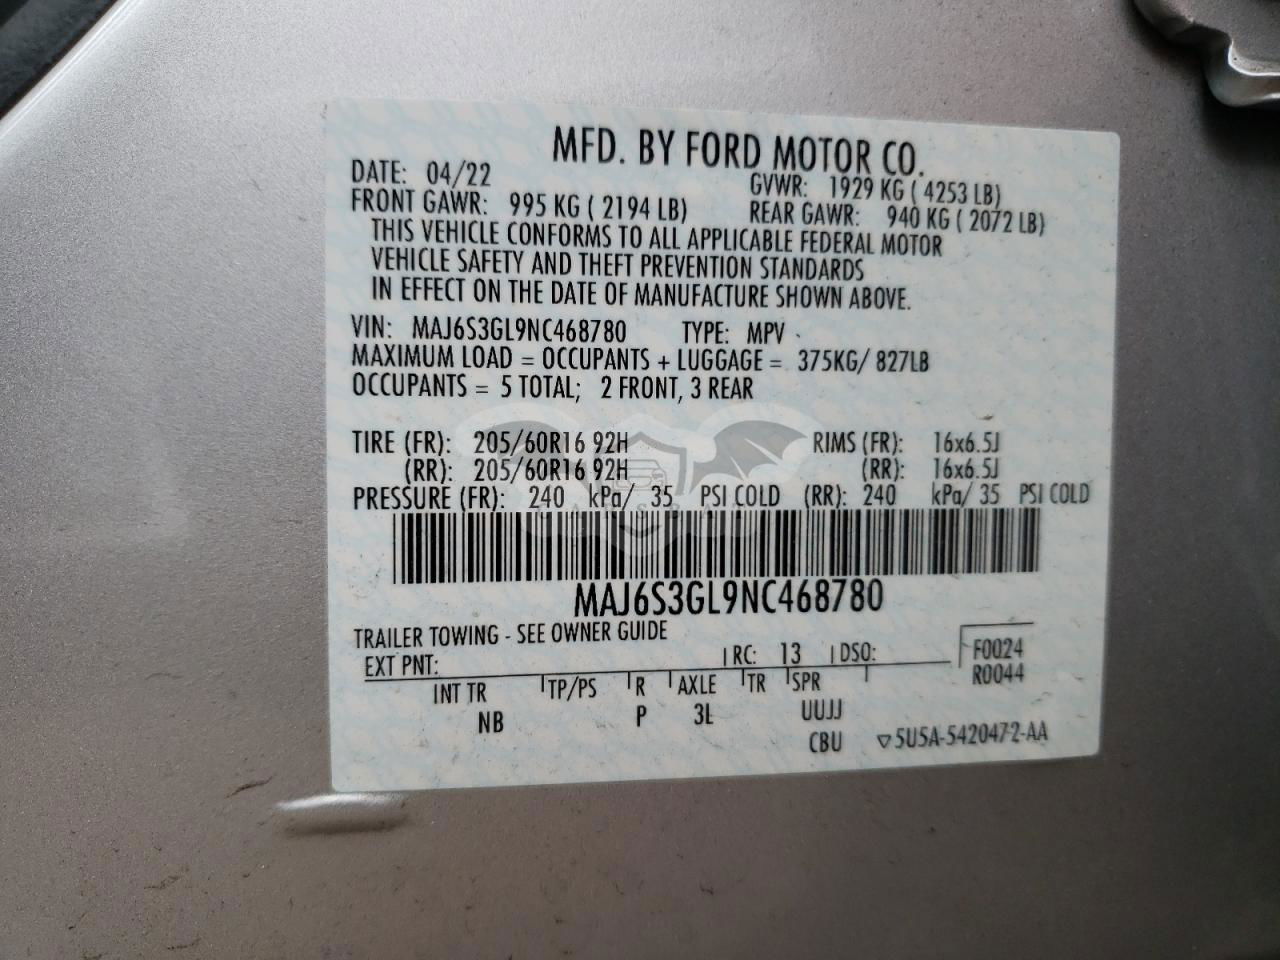 MFD. BY FORD MOTOR CO.
DATE: 04/22 GVWR: 1929 KG ( 4253 LB)
FRONT GAWR: 995 KG ( 2194 LB) REAR GAWR: 940 KG ( 2072 LB)
THIS VEHICLE CONFORMS TO ALL APPLICABLE FEDERAL MOTOR
VEHICLE SAFETY AND THEFT PREVENTION STANDARDS
IN EFFECT ON THE DATE OF MANUFACTURE SHOWN ABOVE.
VIN: MAJ6S3GL9NC468780 TYPE: MPV
MAXIMUM LOAD = OCCUPANTS + LUGGAGE = 375KG/ 827LB
OCCUPANTS = 5 TOTAL; 2 FRONT, 3 REAR
TIRE (FR): 205/60R16 92H RIMS (FR): 16x6.5J
(RR): 205/60R16 92H (RR): 16x6.5J
PRESSURE (FR): 240 kPa/ 35 PSI COLD (RR): 240 kPa/ 35 PSI COLD
MAJ6S3GL9NC468780
TRAILER TOWING - SEE OWNER GUIDE
EXT PNT: RC: 13 DSO: F0024
R0044
INT TR TP/PS R AXLE TR SPR
NB P 3L UUJJ
CBU ▽5U5A-5420472-AA